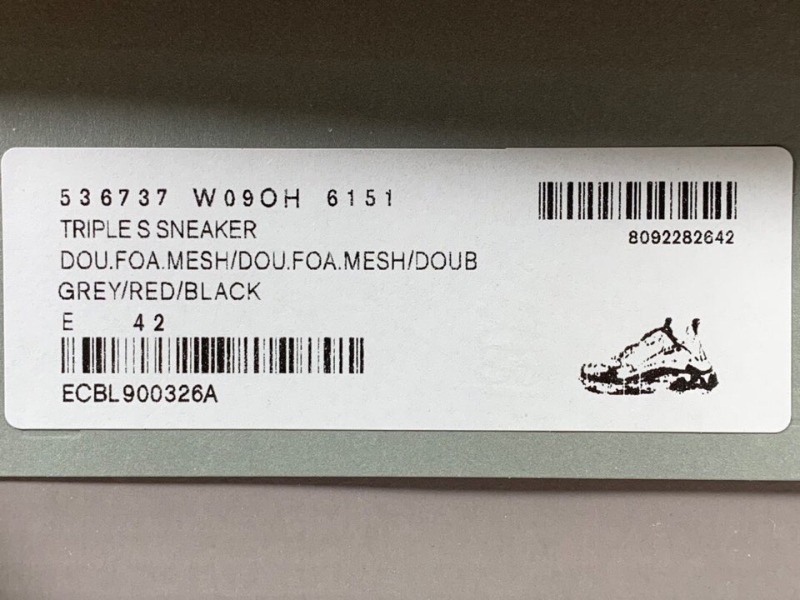 536737 W09OH 6151
TRIPLE S SNEAKER
DOU.FOA.MESH/DOU.FOA.MESH/DOUB
GREY/RED/BLACK
E 42
ECBL900326A
8092282642